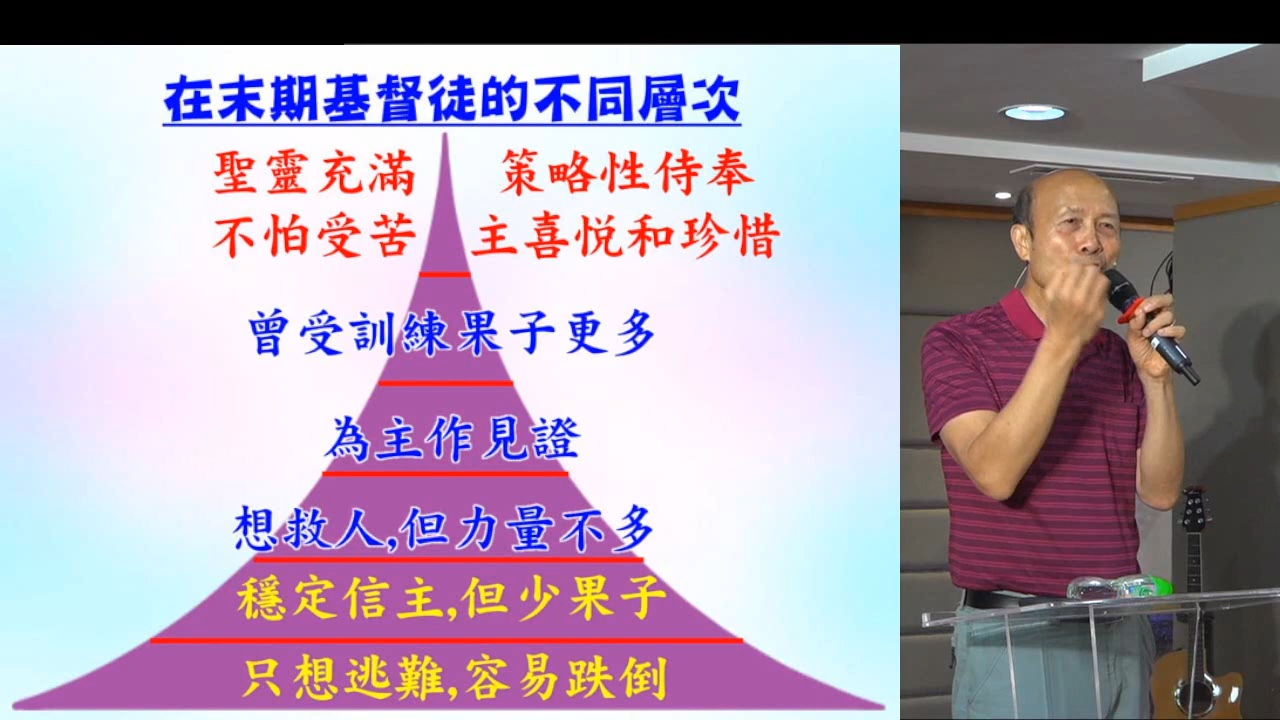 在末期基督徒的不同層次
聖靈充滿 策略性侍奉
不怕受苦 主喜悅和珍惜
曾受訓練果子更多
為主作見證
想救人,但力量不多
穩定信主,但少果子
只想逃難,容易跌倒